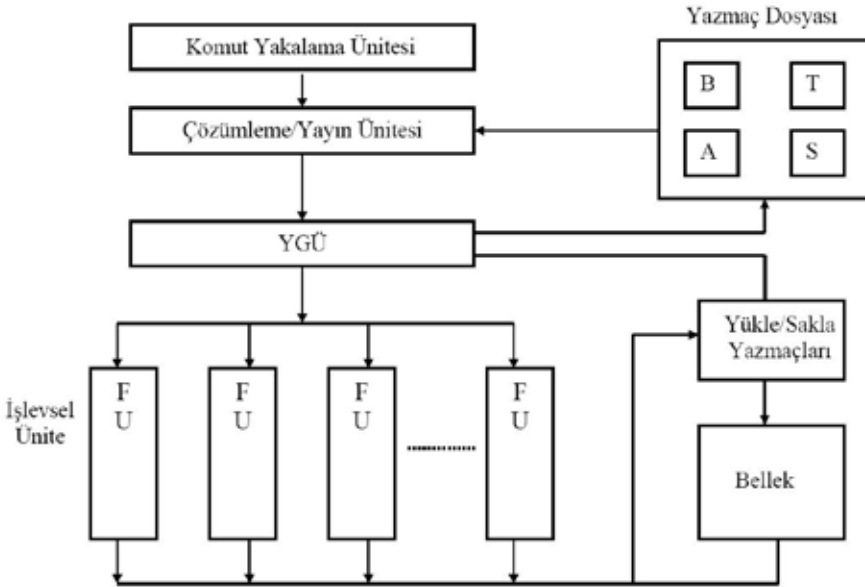 Yazmaç Dosyası
Komut Yakalama Ünitesi
B
T
Çözümleme/Yayın Ünitesi
A
S
YGÜ
Yükle/Sakla
Yazmaçları
İşlevsel
Ünite
F
U
F
U
F
U
F
U
Bellek